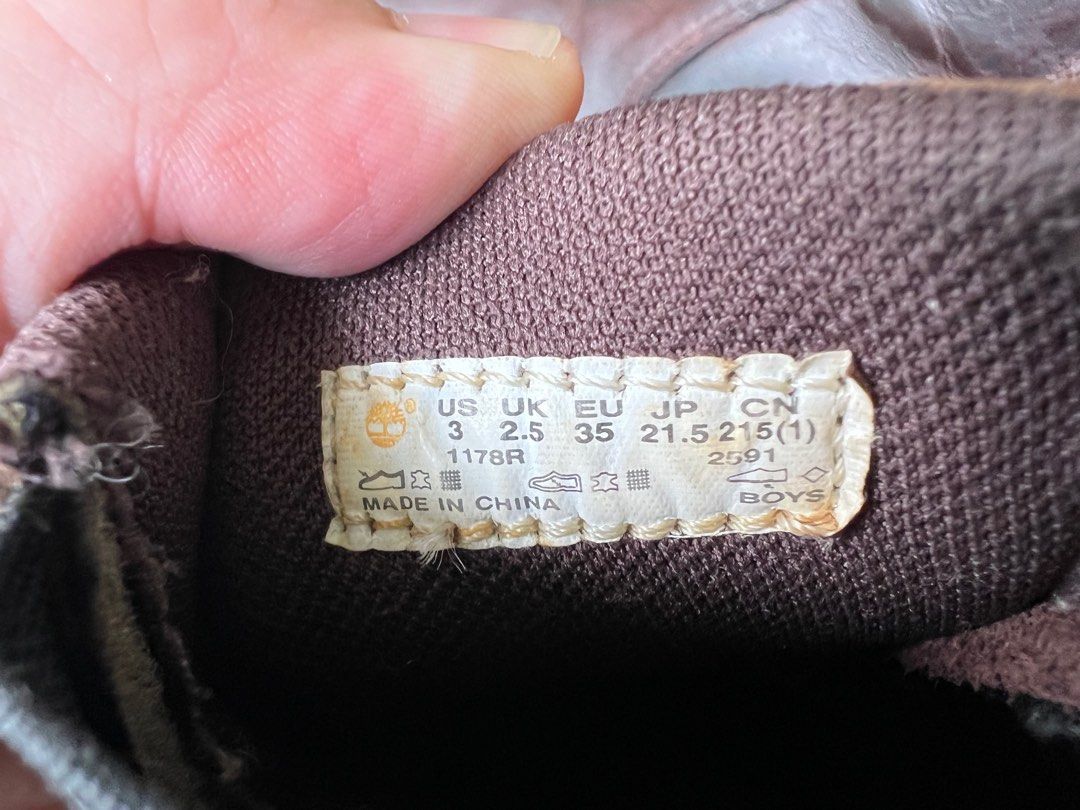 US UK EU JP CN
3 2.5 35 21.5 215(1)
1178R 2591
MADE IN CHINA BOYS